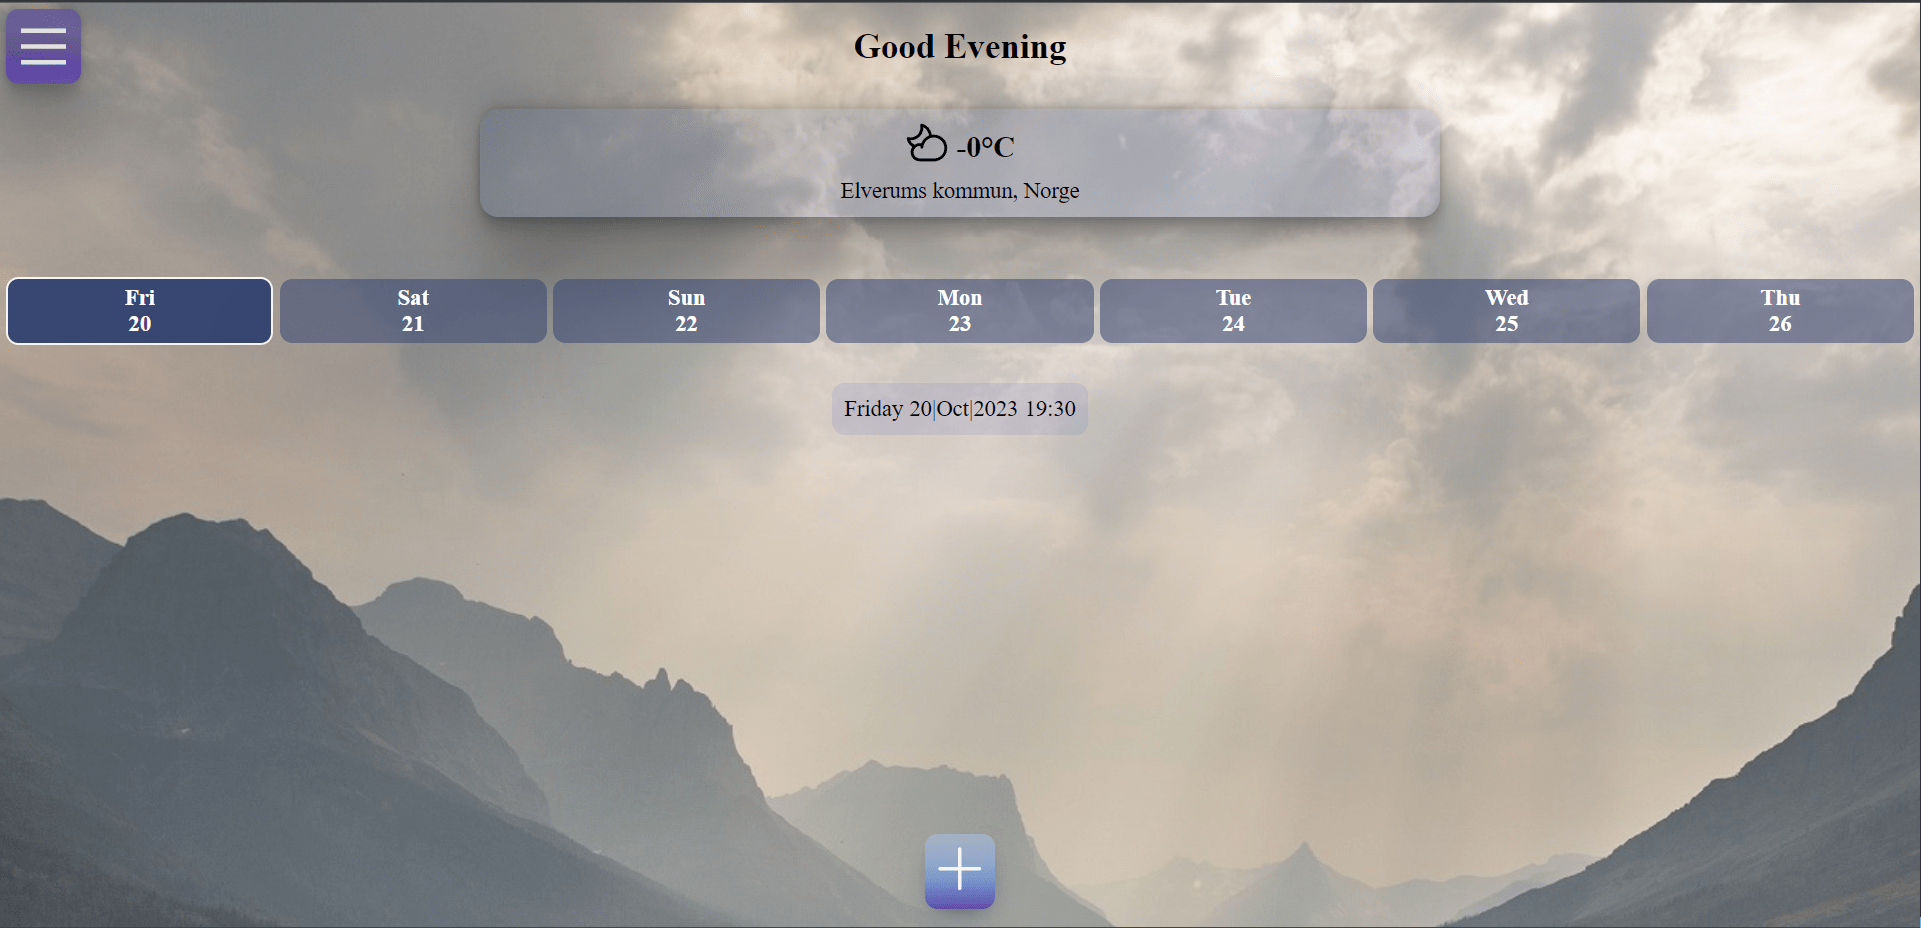 Good Evening
-0°C
Elverums kommun, Norge
Fri
20
Sat
21
Sun
22
Mon
23
Tue
24
Wed
25
Thu
26
Friday 20|Oct|2023 19:30